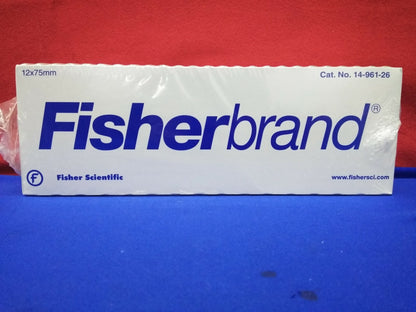 12x75mm Cat. No. 14-961-26
Fisherbrand®
F Fisher Scientific www.fishersci.com